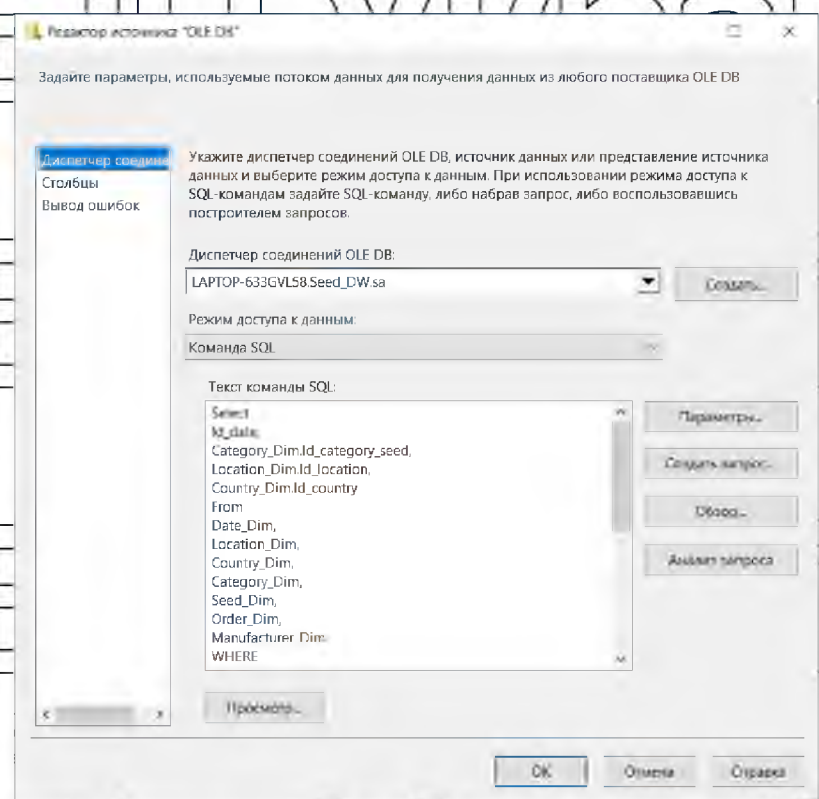 Редактор источника "OLE DB"
Задайте параметры, используемые потоком данных для получения данных из любого поставщика OLE DB
Диспетчер соедине
Столбцы
Вывод ошибок
Укажите диспетчер соединений OLE DB, источник данных или представление источника
данных и выберите режим доступа к данным. При использовании режима доступа к
SQL-командам задайте SQL-команду, либо набрав запрос, либо воспользовавшись
построителем запросов.
Диспетчер соединений OLE DB:
LAPTOP-633GVL58.Seed_DW.sa
Создать...
Режим доступа к данным:
Команда SQL
Текст команды SQL:
Select
Id_date,
Category_Dim.Id_category_seed,
Location_Dim.Id_location,
Country_Dim.Id_country
From
Date_Dim,
Location_Dim,
Country_Dim,
Category_Dim,
Seed_Dim,
Order_Dim,
Manufacturer_Dim
WHERE
Параметры...
Создать запрос...
Обзор...
Анализ запроса
Просмотр...
OK
Отмена
Справка